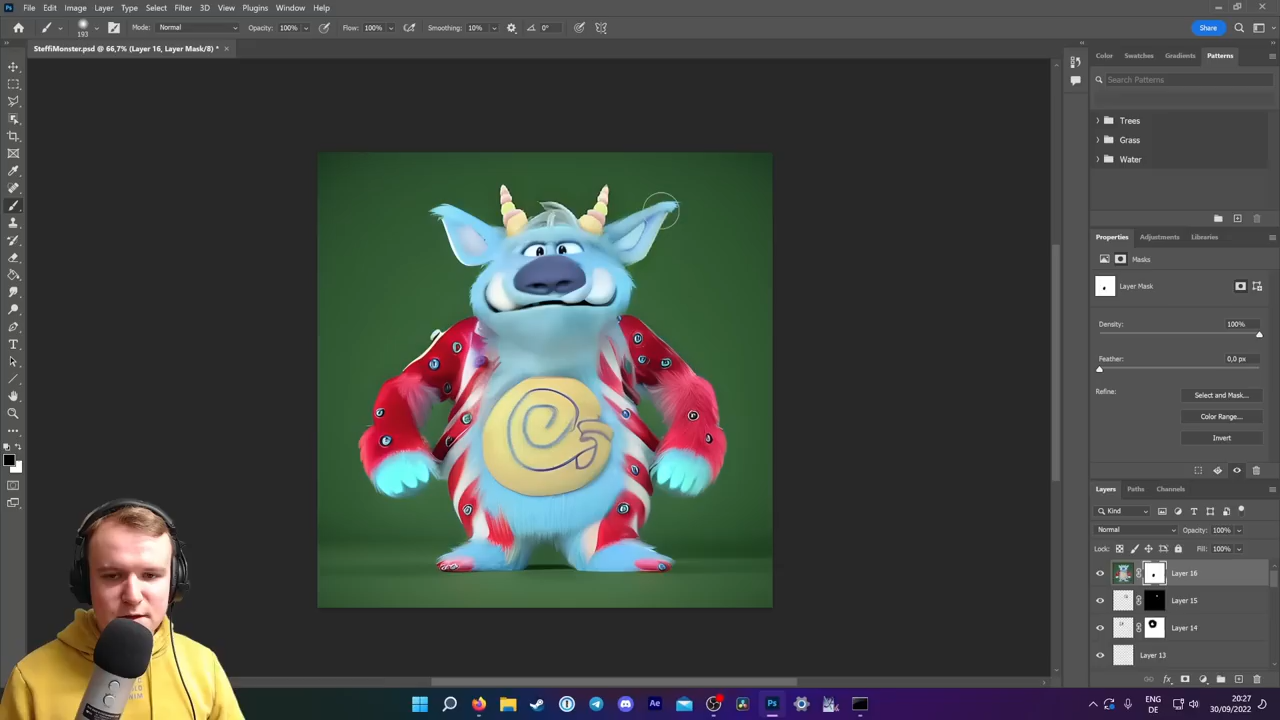 File Edit Image Layer Type Select Filter 3D View Plugins Window Help
193 Mode: Normal Opacity: 100% Flow: 100% Smoothing: 10% 0° Share
SteffiMonster.psd @ 66,7% (Layer 16, Layer Mask/8) *
Color Swatches Gradients Patterns
Search Patterns
Trees
Grass
Water
Properties Adjustments Libraries
Masks
Layer Mask
Density: 100%
Feather: 0,0 px
Refine: Select and Mask...
Color Range...
Invert
Layers Paths Channels
Kind
Normal Opacity: 100%
Lock: Fill: 100%
Layer 16
Layer 15
Layer 14
Layer 13
ENG
DE
20:27
30/09/2022